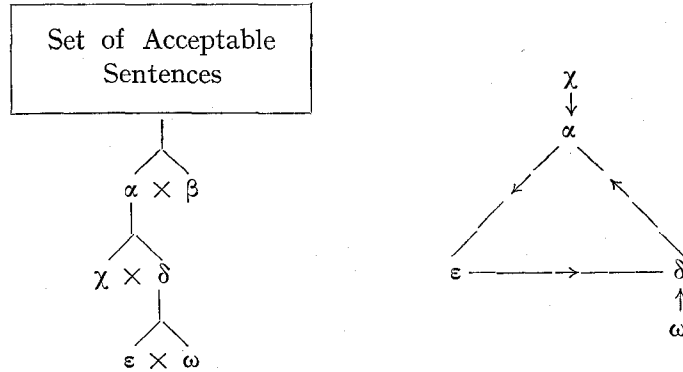 Set of Acceptable
Sentences
α × β
χ × δ
ε × ω
χ
α
ε
δ
ω